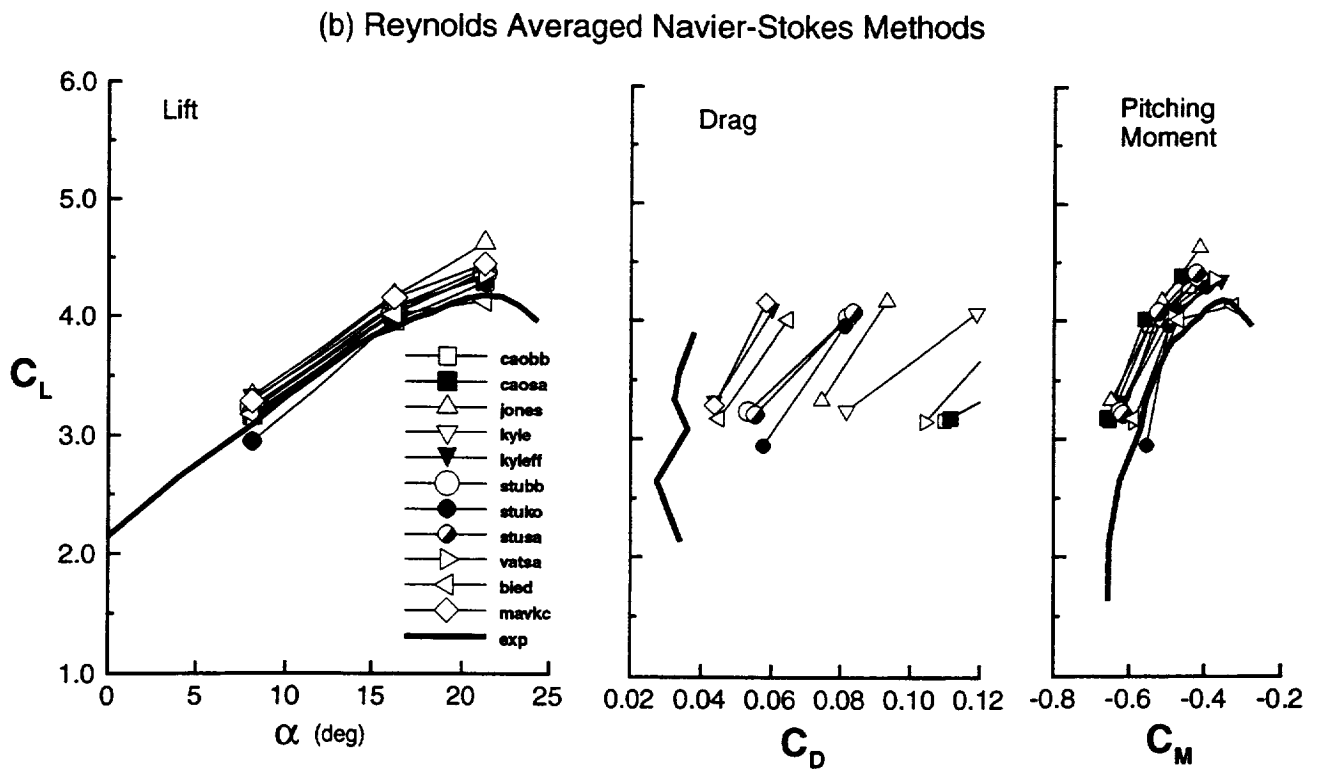 (b) Reynolds Averaged Navier-Stokes Methods
Lift
Drag
Pitching
Moment
6.0
5.0
4.0
3.0
2.0
1.0
C_L
caobb
caosa
jones
kyle
kyleff
stubb
stuko
stusa
vatsa
bied
mavkc
exp
0 5 10 15 20 25
α (deg)
0.02 0.04 0.06 0.08 0.10 0.12
C_D
-0.8 -0.6 -0.4 -0.2
C_M